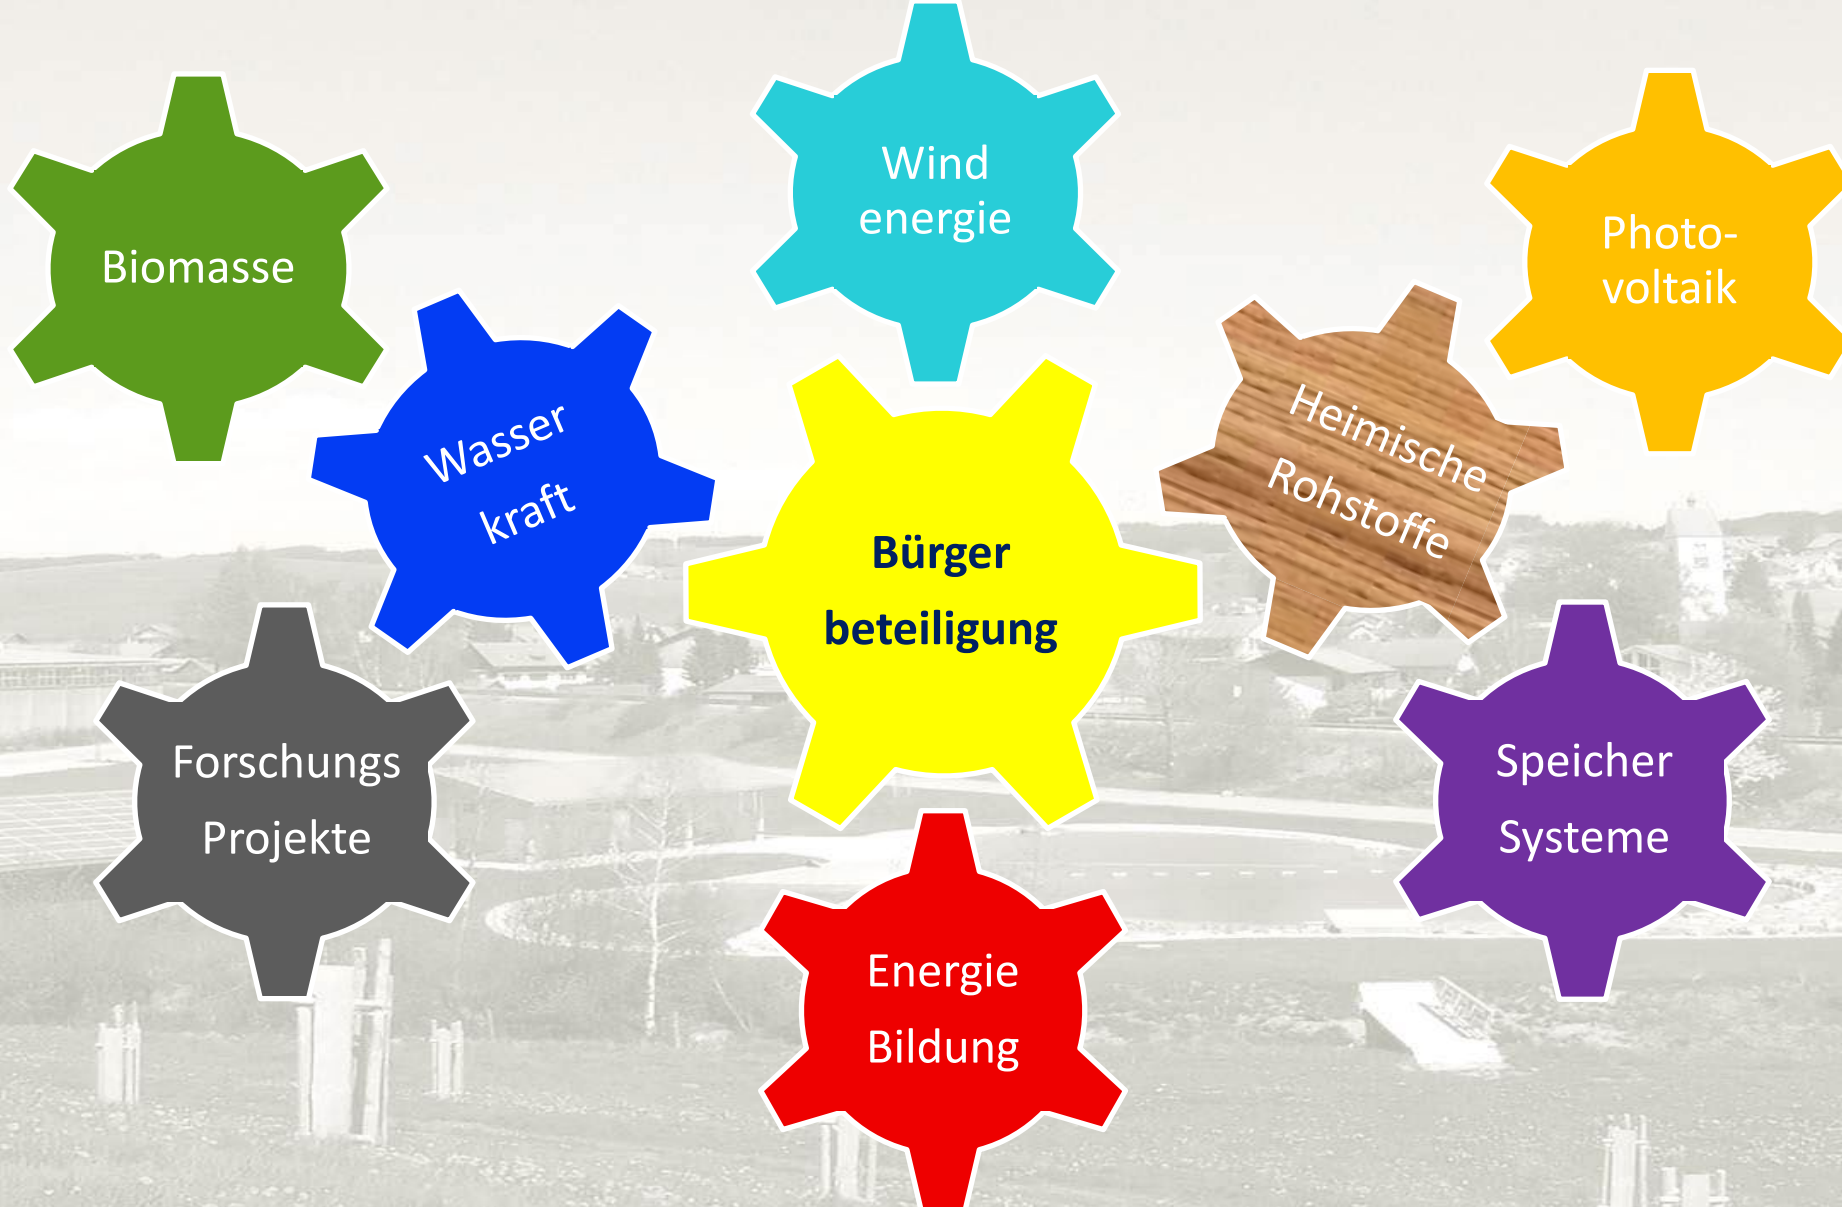 Wind
energie
Biomasse
Photo-
voltaik
Wasser
kraft
Heimische
Rohstoffe
Bürger
beteiligung
Forschungs
Projekte
Speicher
Systeme
Energie
Bildung